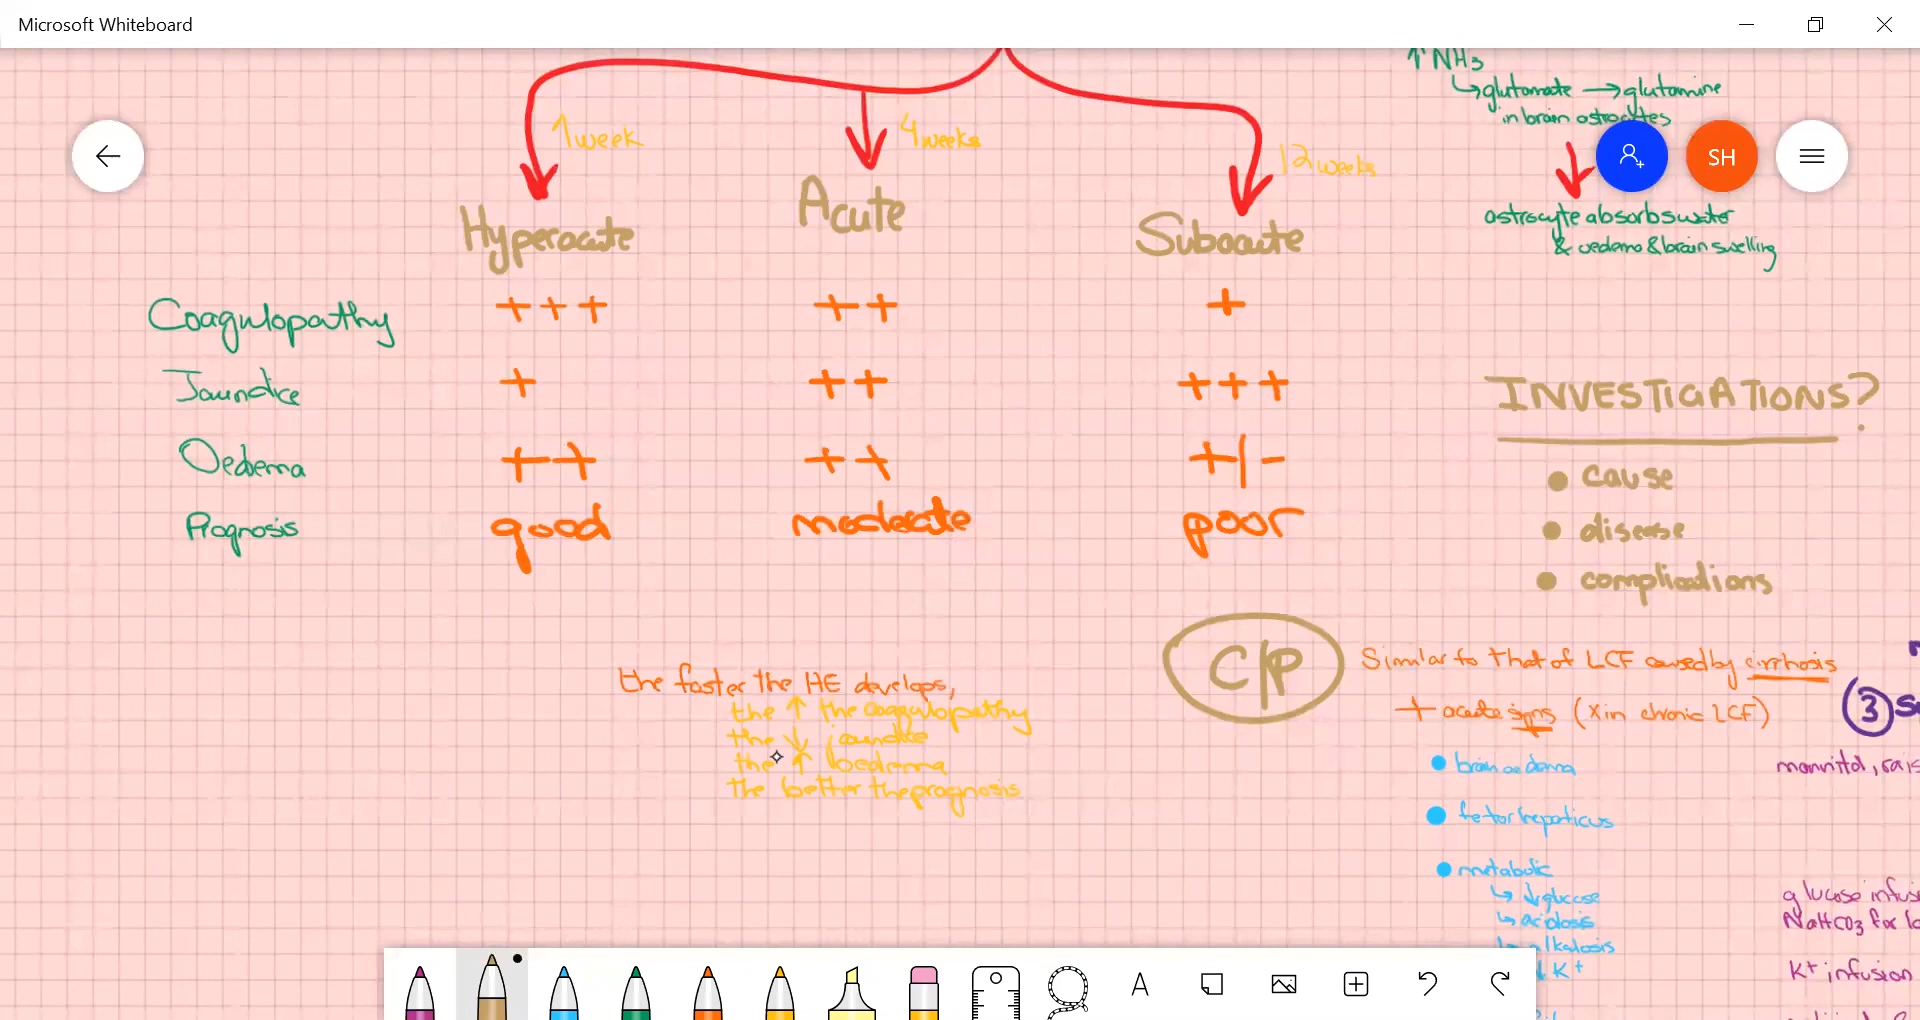 Microsoft Whiteboard
↑NH3
↳glutamate → glutamine
in brain astrocytes
SH
astrocyte absorbs water
& oedema & brain swelling
1 week
4 weeks
12 weeks
Hyperacute
Acute
Subacute
Coagulopathy +++ ++ +
Jaundice + ++ +++
Oedema ++ ++ +/-
Prognosis good moderate poor
the faster the HE develops,
the ↑ the coagulopathy
the ↓ jaundice
the ↑ oedema
the better the prognosis
INVESTIGATIONS?
• cause
• disease
• complications
C/P
Similar to that of LCF caused by cirrhosis
+ acute signs (X in chronic LCF)
• brain oedema
• fetor hepaticus
• metabolic
↳ ↓glucose
↳ acidosis
↳ alkalosis
↓K+
③
mannitol,
glucose
NaHCO3 for
K+ infusion
A